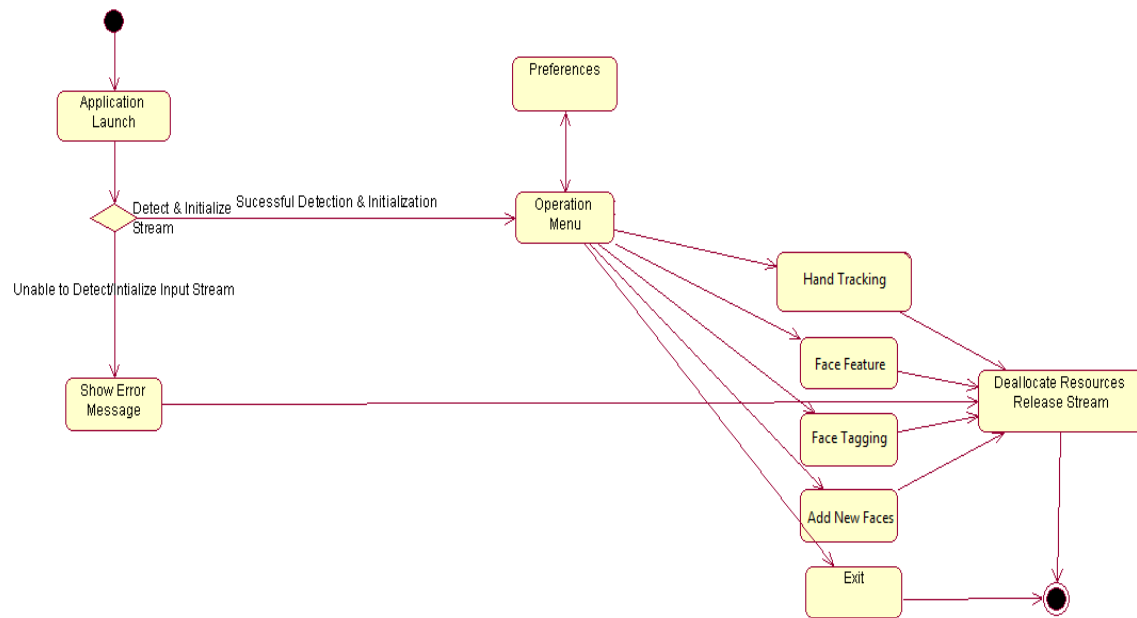 Application
Launch
Preferences
Detect & Initialize
Stream
Sucessful Detection & Initialization
Operation
Menu
Hand Tracking
Unable to Detect/Intialize Input Stream
Face Feature
Show Error
Message
Deallocate Resources
Release Stream
Face Tagging
Add New Faces
Exit